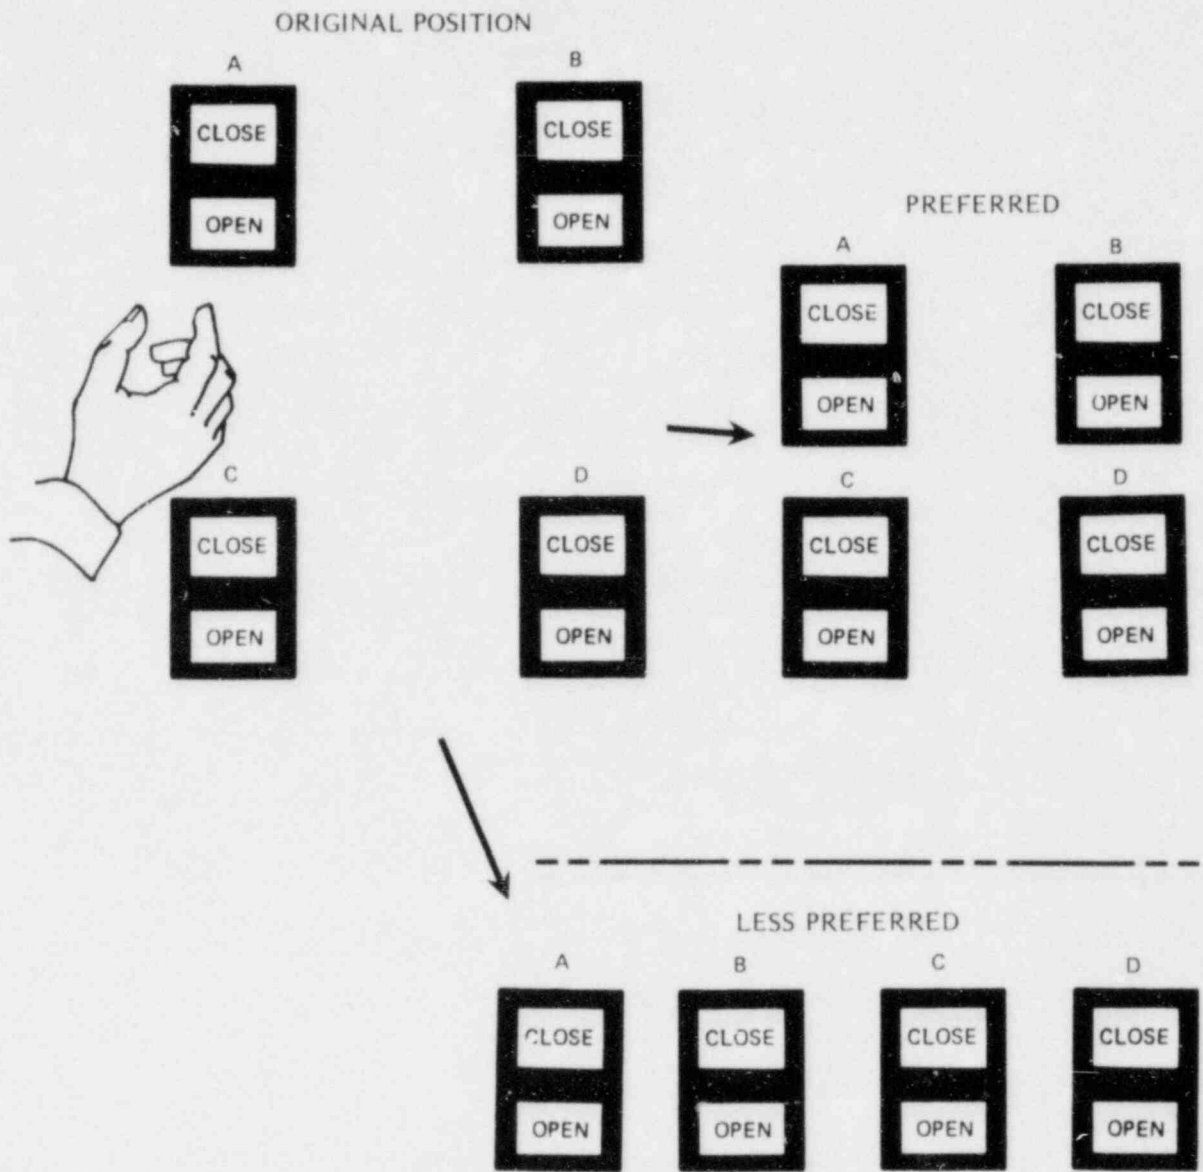 ORIGINAL POSITION
A B
CLOSE CLOSE
OPEN OPEN
PREFERRED
A B
CLOSE CLOSE
OPEN OPEN
C D
CLOSE CLOSE
OPEN OPEN
C D
CLOSE CLOSE
OPEN OPEN
LESS PREFERRED
A B C D
CLOSE CLOSE CLOSE CLOSE
OPEN OPEN OPEN OPEN